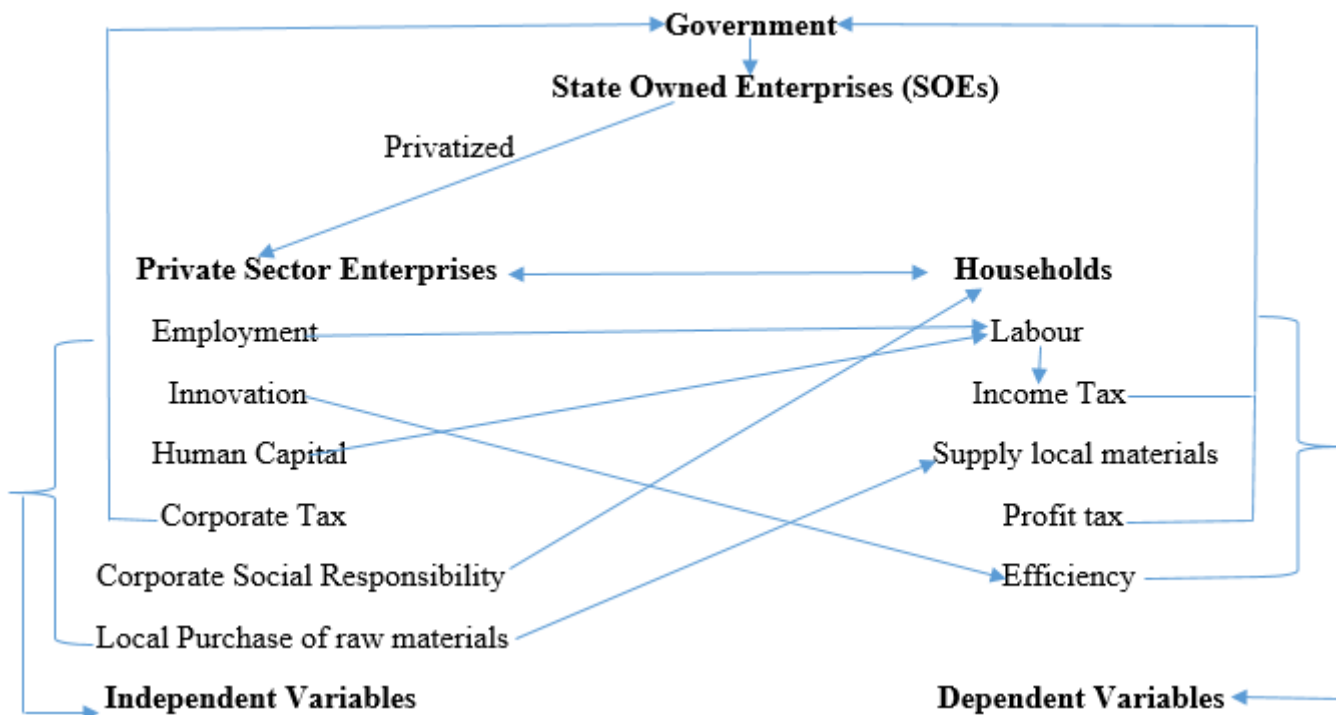 Government
State Owned Enterprises (SOEs)
Privatized
Private Sector Enterprises
Households
Employment
Labour
Innovation
Income Tax
Human Capital
Supply local materials
Corporate Tax
Profit tax
Corporate Social Responsibility
Efficiency
Local Purchase of raw materials
Independent Variables
Dependent Variables